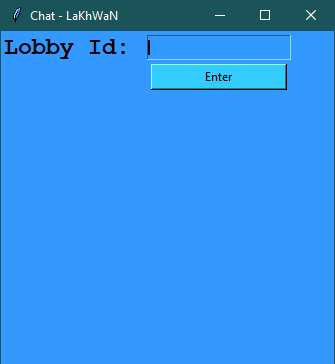 Chat - LaKhWaN
Lobby Id:
Enter